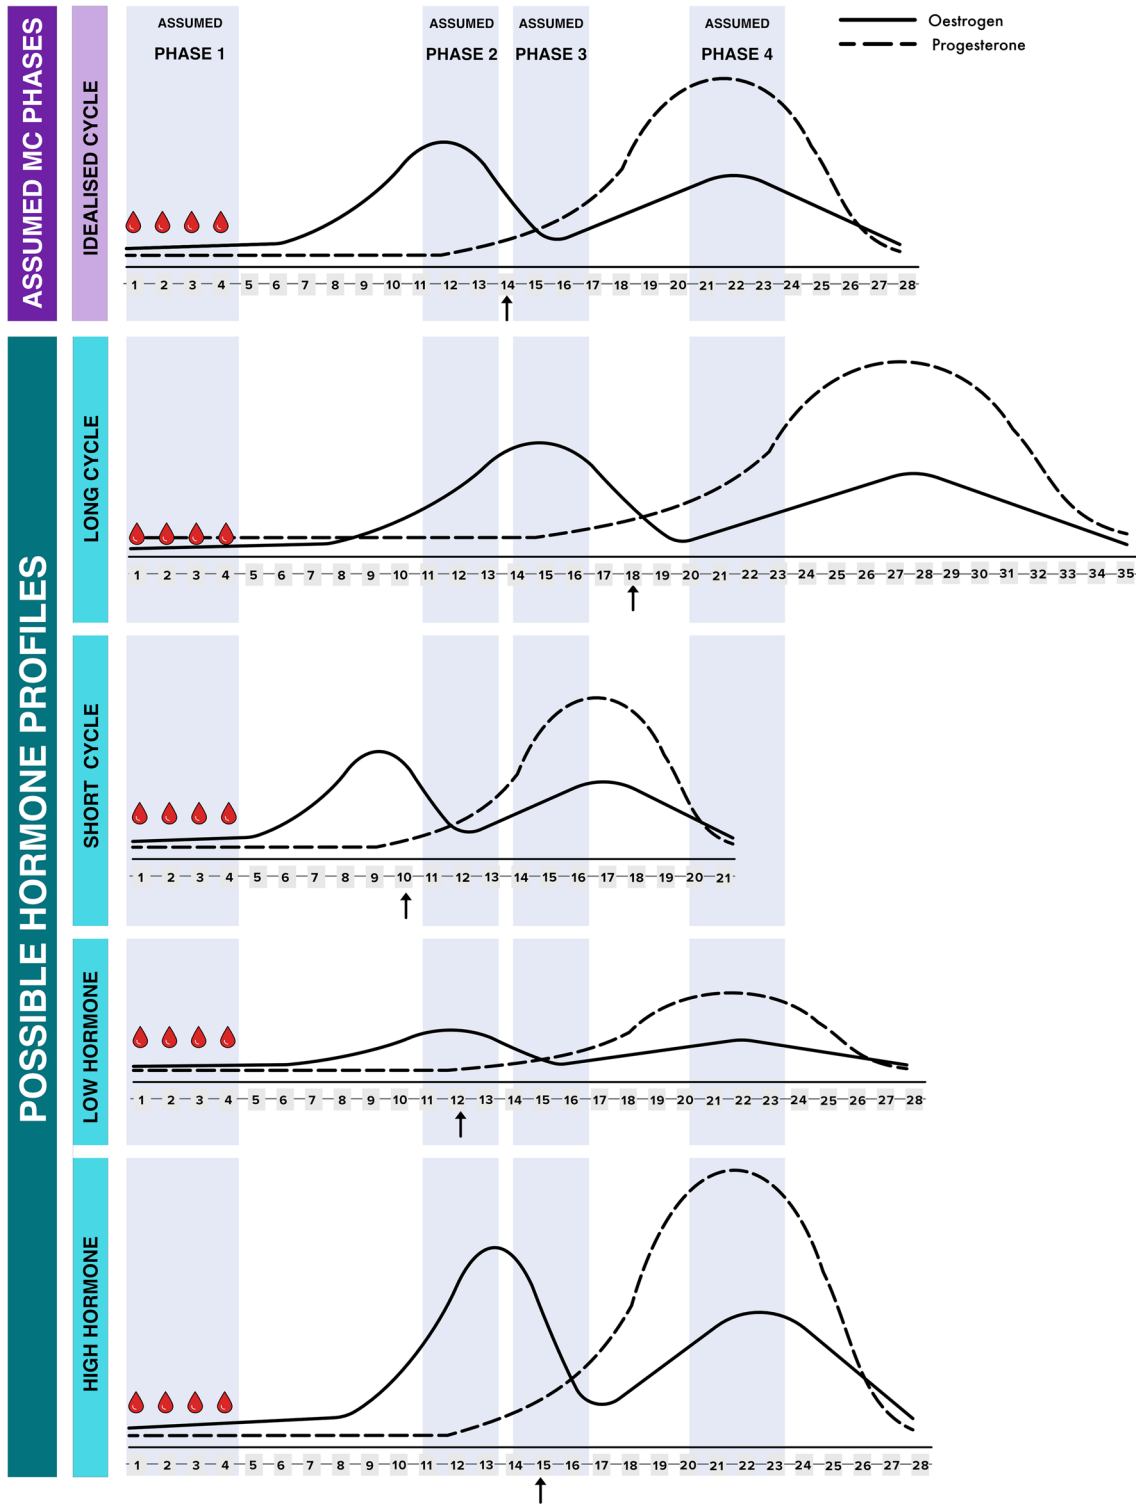 ASSUMED MC PHASES
IDEALISED CYCLE
ASSUMED
PHASE 1
ASSUMED
PHASE 2
ASSUMED
PHASE 3
ASSUMED
PHASE 4
Oestrogen
Progesterone
1 2 3 4 5 6 7 8 9 10 11 12 13 14 15 16 17 18 19 20 21 22 23 24 25 26 27 28
POSSIBLE HORMONE PROFILES
LONG CYCLE
1 2 3 4 5 6 7 8 9 10 11 12 13 14 15 16 17 18 19 20 21 22 23 24 25 26 27 28 29 30 31 32 33 34 35
SHORT CYCLE
1 2 3 4 5 6 7 8 9 10 11 12 13 14 15 16 17 18 19 20 21
LOW HORMONE
1 2 3 4 5 6 7 8 9 10 11 12 13 14 15 16 17 18 19 20 21 22 23 24 25 26 27 28
HIGH HORMONE
1 2 3 4 5 6 7 8 9 10 11 12 13 14 15 16 17 18 19 20 21 22 23 24 25 26 27 28